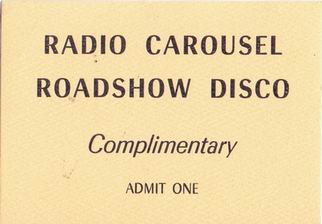 RADIO CAROUSEL
ROADSHOW DISCO
Complimentary
ADMIT ONE